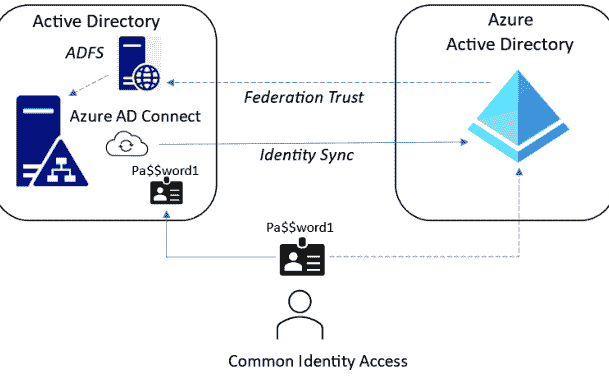 Active Directory
ADFS
Azure AD Connect
Pa$$word1
Federation Trust
Identity Sync
Azure
Active Directory
Pa$$word1
Common Identity Access